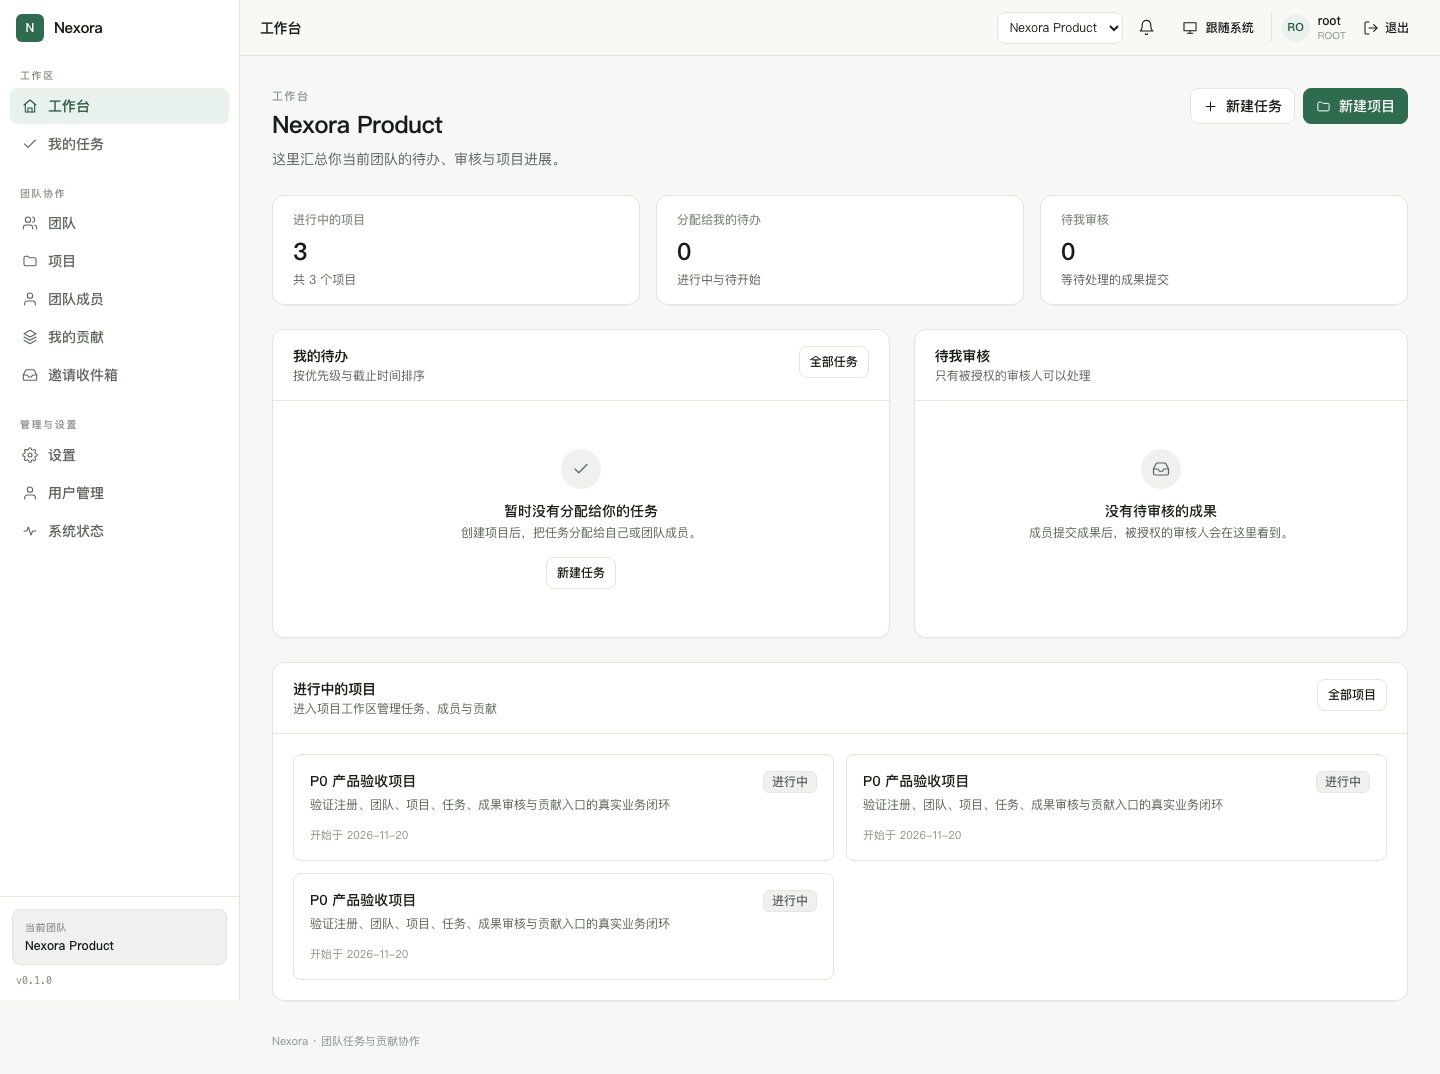 N Nexora
工作区
工作台
我的任务
团队协作
团队
项目
团队成员
我的贡献
邀请收件箱
管理与设置
设置
用户管理
系统状态
当前团队
Nexora Product
v0.1.0
工作台
Nexora Product
跟随系统
RO
root
ROOT
退出
工作台
Nexora Product
这里汇总你当前团队的待办、审核与项目进展。
新建任务
新建项目
进行中的项目
3
共 3 个项目
分配给我的待办
0
进行中与待开始
待我审核
0
等待处理的成果提交
我的待办
按优先级与截止时间排序
全部任务
暂时没有分配给你的任务
创建项目后，把任务分配给自己或团队成员。
新建任务
待我审核
只有被授权的审核人可以处理
没有待审核的成果
成员提交成果后，被授权的审核人会在这里看到。
进行中的项目
进入项目工作区管理任务、成员与贡献
全部项目
P0 产品验收项目
进行中
验证注册、团队、项目、任务、成果审核与贡献入口的真实业务闭环
开始于 2026-11-20
P0 产品验收项目
进行中
验证注册、团队、项目、任务、成果审核与贡献入口的真实业务闭环
开始于 2026-11-20
P0 产品验收项目
进行中
验证注册、团队、项目、任务、成果审核与贡献入口的真实业务闭环
开始于 2026-11-20
Nexora · 团队任务与贡献协作